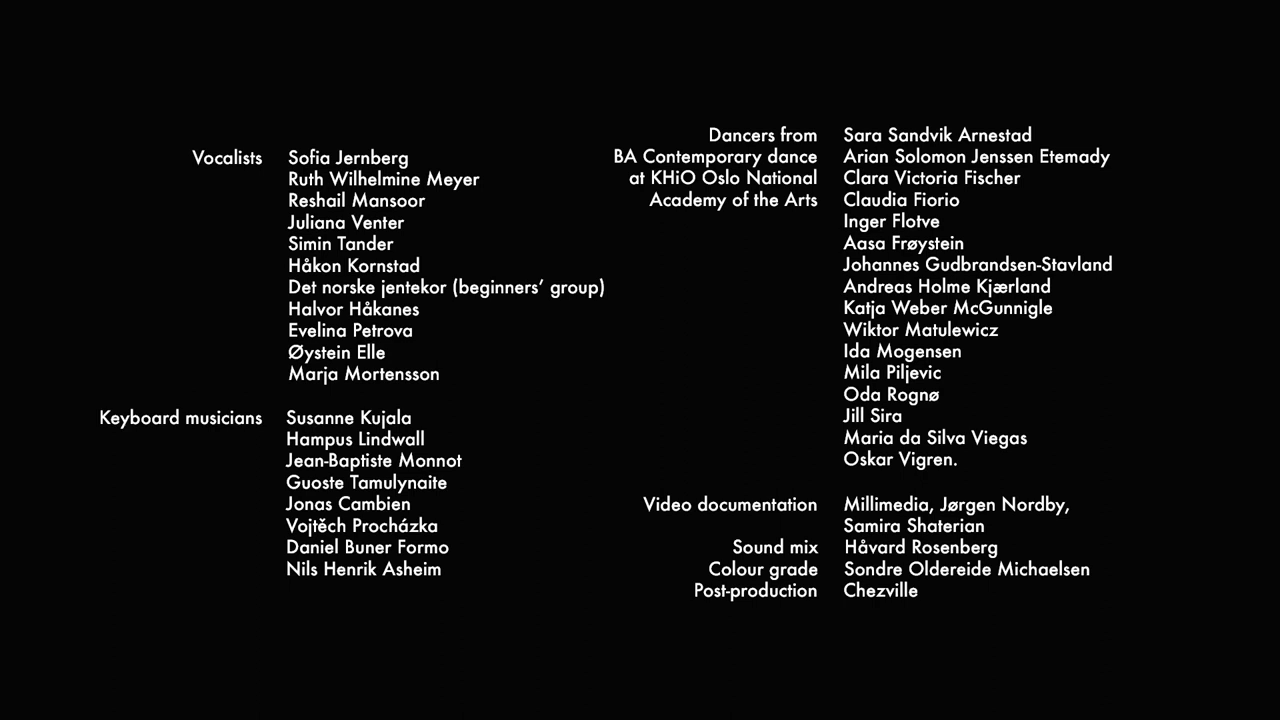 Vocalists Sofia Jernberg
Ruth Wilhelmine Meyer
Reshail Mansoor
Juliana Venter
Simin Tander
Håkon Kornstad
Det norske jentekor (beginners’ group)
Halvor Håkanes
Evelina Petrova
Øystein Elle
Marja Mortensson
Keyboard musicians Susanne Kujala
Hampus Lindwall
Jean-Baptiste Monnot
Guoste Tamulynaite
Jonas Cambien
Vojtěch Procházka
Daniel Buner Formo
Nils Henrik Asheim
Dancers from Sara Sandvik Arnestad
BA Contemporary dance Arian Solomon Jenssen Etemady
at KHiO Oslo National Clara Victoria Fischer
Academy of the Arts Claudia Fiorio
Inger Flotve
Aasa Frøystein
Johannes Gudbrandsen-Stavland
Andreas Holme Kjærland
Katja Weber McGunnigle
Wiktor Matulewicz
Ida Mogensen
Mila Piljevic
Oda Rognø
Jill Sira
Maria da Silva Viegas
Oskar Vigren.
Video documentation Millimedia, Jørgen Nordby,
Samira Shaterian
Sound mix Håvard Rosenberg
Colour grade Sondre Oldereide Michaelsen
Post-production Chezville